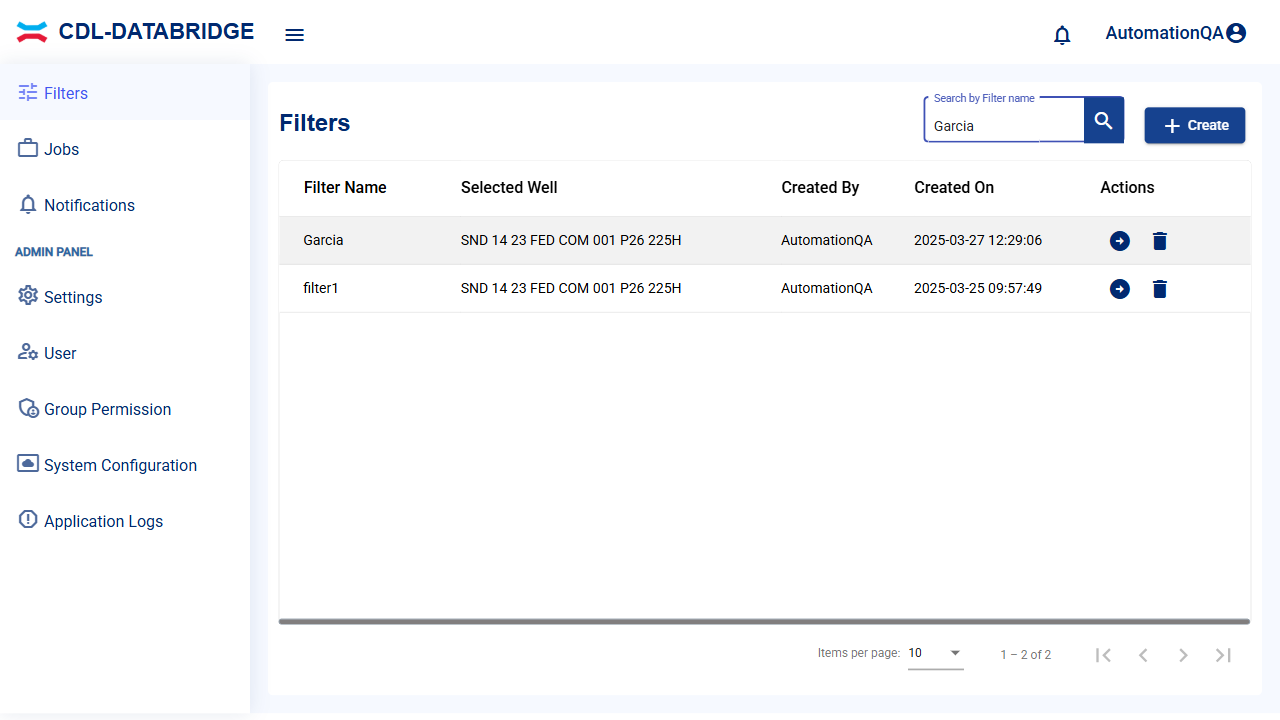 CDL-DATABRIDGE
AutomationQA
Filters
Jobs
Notifications
ADMIN PANEL
Settings
User
Group Permission
System Configuration
Application Logs
Filters
Search by Filter name
Garcia
Create
Filter Name Selected Well Created By Created On Actions
Garcia SND 14 23 FED COM 001 P26 225H AutomationQA 2025-03-27 12:29:06
filter1 SND 14 23 FED COM 001 P26 225H AutomationQA 2025-03-25 09:57:49
Items per page: 10 1 – 2 of 2